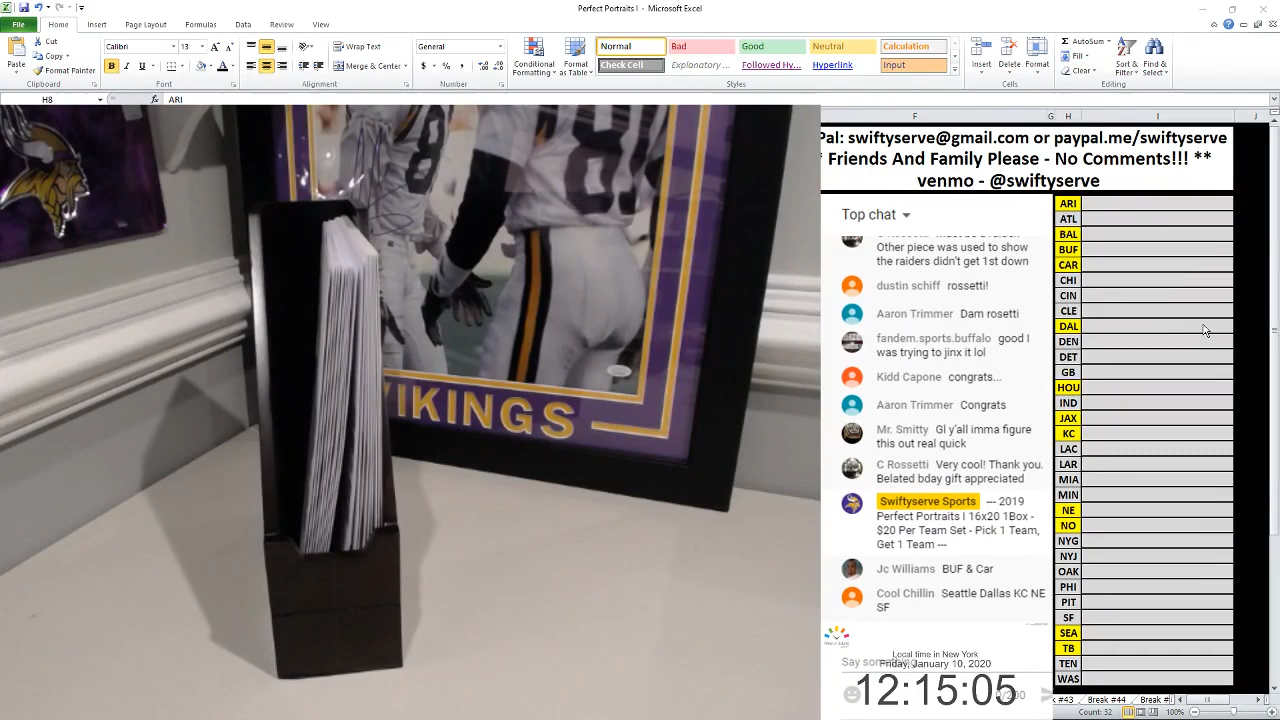 Perfect Portraits I - Microsoft Excel
File Home Insert Page Layout Formulas Data Review View
Paste
Cut
Copy
Format Painter
Clipboard
Calibri 13
B I U
Font
Wrap Text
Merge & Center
Alignment
General
$ % ,
Number
Conditional Formatting
Format as Table
Normal Bad Good Neutral Calculation
Check Cell Explanatory ... Followed Hy... Hyperlink Input
Styles
Insert Delete Format
Cells
AutoSum
Fill
Clear
Sort & Filter
Find & Select
Editing
H8 fx ARI
F G H I J
Pal: swiftyserve@gmail.com or paypal.me/swiftyserve
* Friends And Family Please - No Comments!!! **
venmo - @swiftyserve
VIKINGS
8
Top chat
Other piece was used to show
the raiders didn't get 1st down
dustin schiff rossetti!
Aaron Trimmer Dam rosetti
fandem.sports.buffalo good I
was trying to jinx it lol
Kidd Capone congrats...
Aaron Trimmer Congrats
Mr. Smitty Gl y'all imma figure
this out real quick
C Rossetti Very cool! Thank you.
Belated bday gift appreciated
Swiftyserve Sports --- 2019
Perfect Portraits I 16x20 1Box -
$20 Per Team Set - Pick 1 Team,
Get 1 Team ---
Jc Williams BUF & Car
Cool Chillin Seattle Dallas KC NE
SF
Local time in New York
Friday, January 10, 2020
Say something...
12:15:05
0/200
ARI
ATL
BAL
BUF
CAR
CHI
CIN
CLE
DAL
DEN
DET
GB
HOU
IND
JAX
KC
LAC
LAR
MIA
MIN
NE
NO
NYG
NYJ
OAK
PHI
PIT
SF
SEA
TB
TEN
WAS
#43 Break #44 Break #
Count: 32 100%